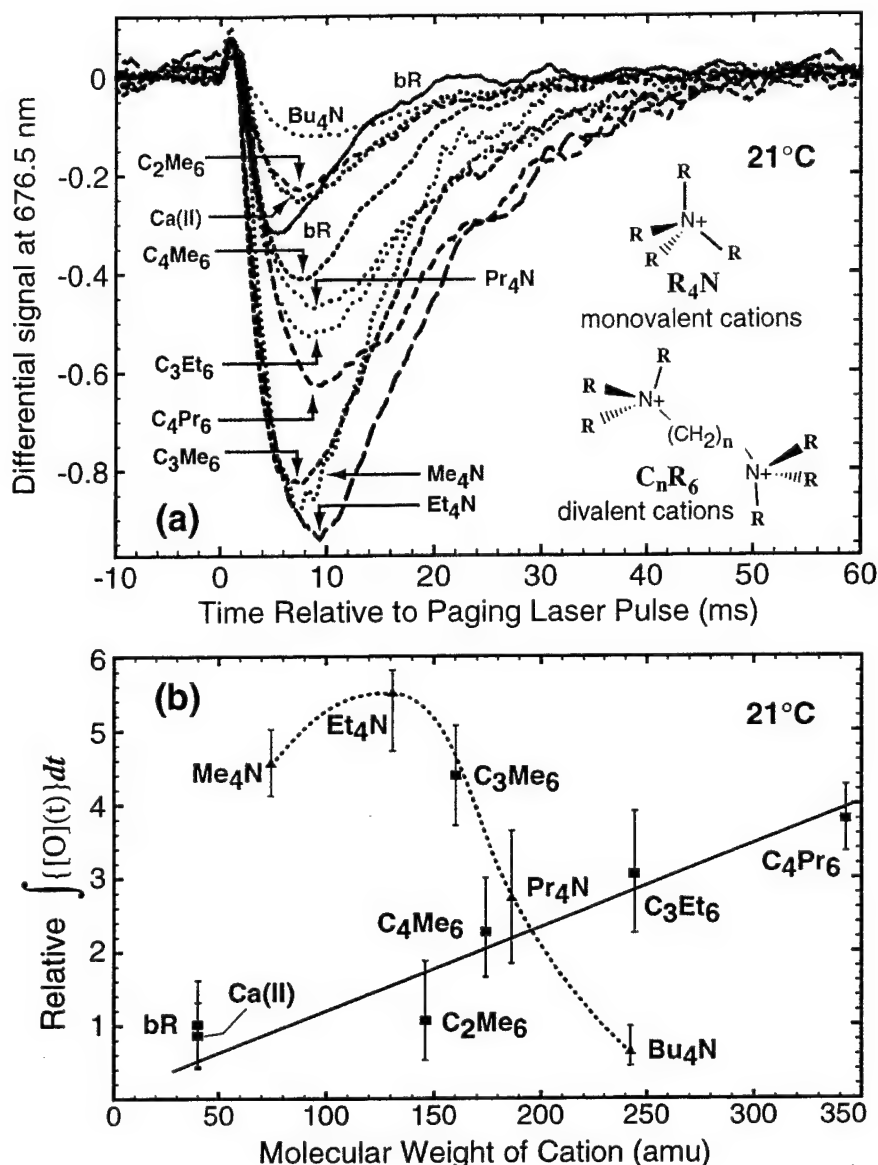 0
-0.2
-0.4
-0.6
-0.8
Differential signal at 676.5 nm
bR
Bu4N
C2Me6
Ca(II)
bR
C4Me6
Pr4N
C3Et6
C4Pr6
C3Me6
Me4N
Et4N
(a)
21°C
R
N+
R
R
R
R4N
monovalent cations
R
R
N+
R
(CH2)n
R
N+
R
R
CnR6
divalent cations
-10 0 10 20 30 40 50 60
Time Relative to Paging Laser Pulse (ms)
(b)
21°C
6
5
4
3
2
1
Relative ∫{[O](t)}dt
Me4N
Et4N
C3Me6
C4Me6
Pr4N
C3Et6
C4Pr6
bR
Ca(II)
C2Me6
Bu4N
0 50 100 150 200 250 300 350
Molecular Weight of Cation (amu)